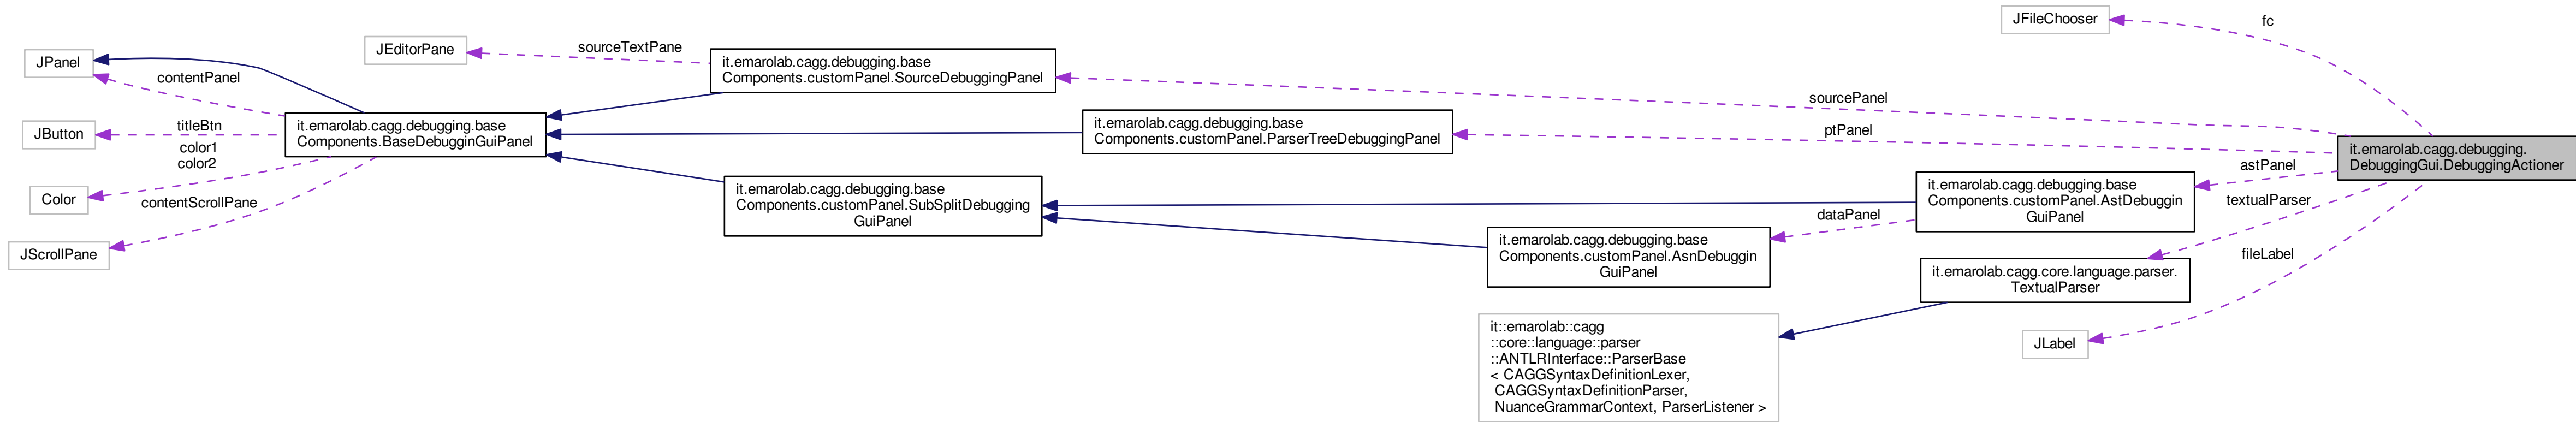 JFileChooser
fc
JPanel
contentPanel
JEditorPane
sourceTextPane
it.emarolab.cagg.debugging.base
Components.customPanel.SourceDebuggingPanel
sourcePanel
JButton
titleBtn
color1
color2
it.emarolab.cagg.debugging.base
Components.BaseDebugginGuiPanel
it.emarolab.cagg.debugging.base
Components.customPanel.ParserTreeDebuggingPanel
ptPanel
it.emarolab.cagg.debugging.
DebuggingGui.DebuggingActioner
Color
contentScrollPane
JScrollPane
it.emarolab.cagg.debugging.base
Components.customPanel.SubSplitDebugging
GuiPanel
it.emarolab.cagg.debugging.base
Components.customPanel.AstDebuggin
GuiPanel
astPanel
textualParser
dataPanel
it.emarolab.cagg.debugging.base
Components.customPanel.AsnDebuggin
GuiPanel
fileLabel
it.emarolab.cagg.core.language.parser.
TextualParser
it::emarolab::cagg
::core::language::parser
::ANTLRInterface::ParserBase
< CAGGSyntaxDefinitionLexer,
CAGGSyntaxDefinitionParser,
NuanceGrammarContext, ParserListener >
JLabel